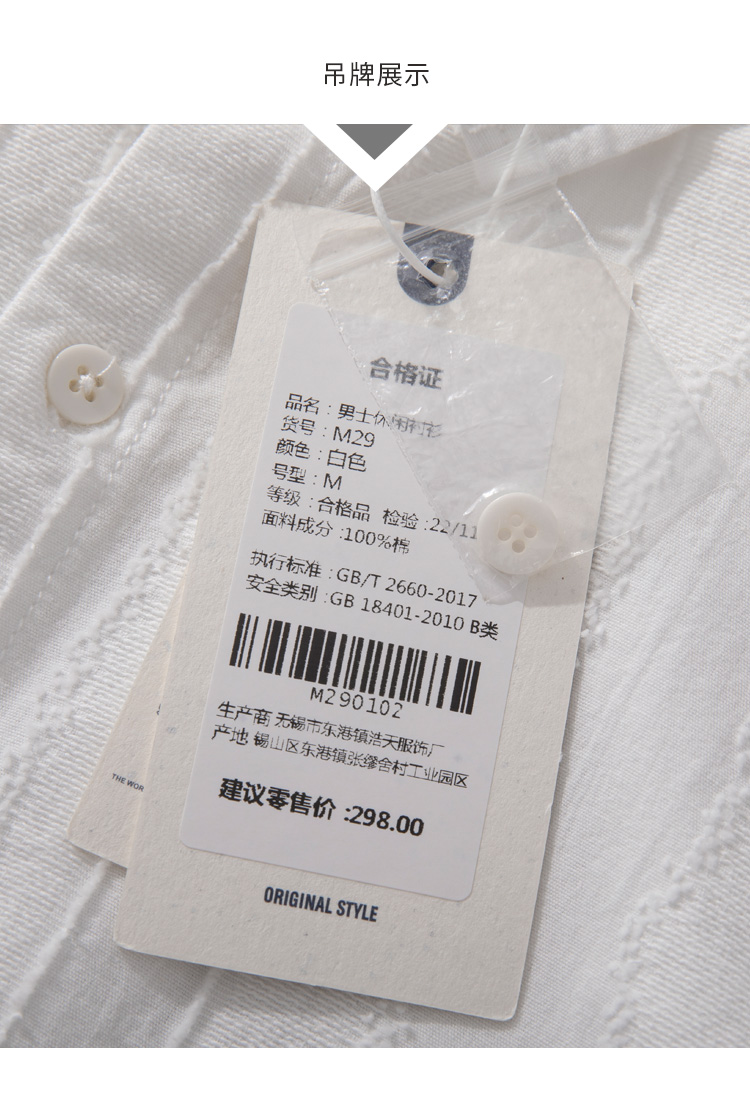 吊牌展示
合格证
品名：男士休闲衬衫
货号：M29
颜色：白色
号型：M
等级：合格品 检验：22/11
面料成分：100%棉
执行标准：GB/T 2660-2017
安全类别：GB 18401-2010 B类
M290102
生产商 无锡市东港镇浩天服饰厂
产地 锡山区东港镇张缪舍村工业园区
建议零售价：298.00
ORIGINAL STYLE
THE WOR